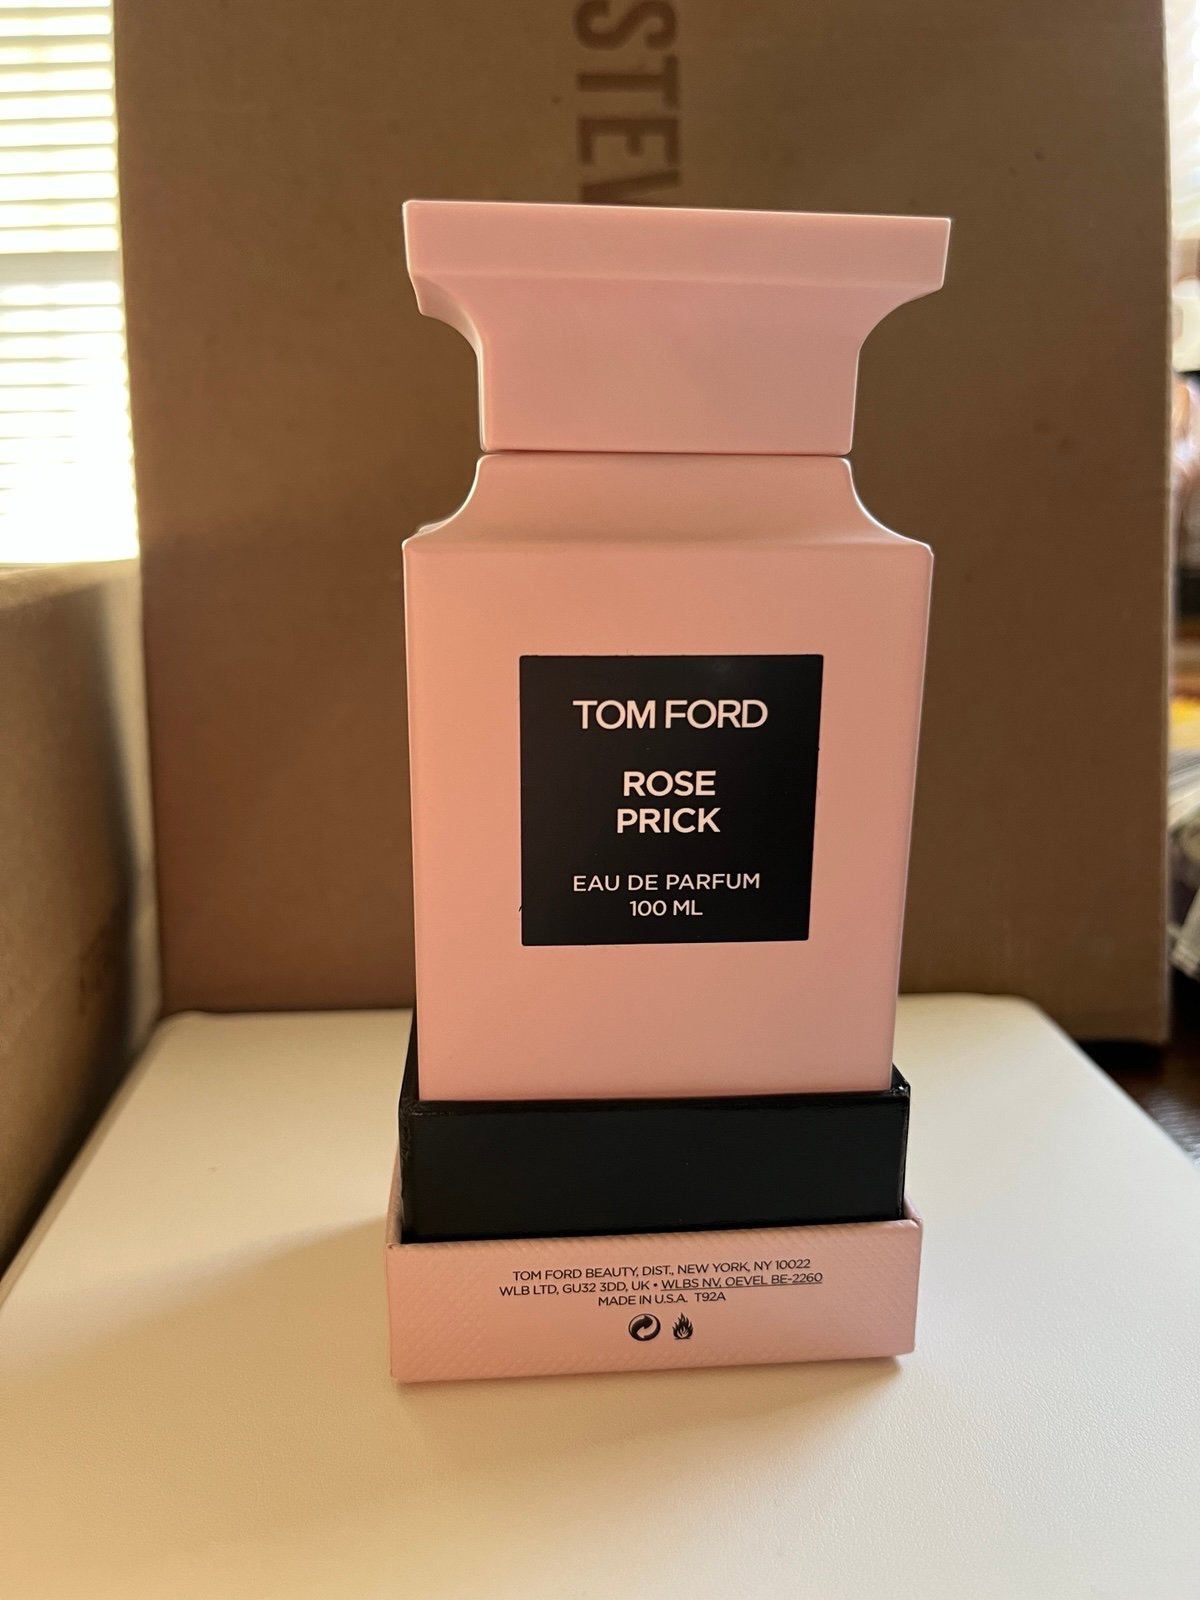 STEV
TOM FORD
ROSE
PRICK
EAU DE PARFUM
100 ML
TOM FORD BEAUTY, DIST., NEW YORK, NY 10022
WLB LTD, GU32 3DD, UK • WLBS NV, OEVEL BE-2260
MADE IN U.S.A. T92A